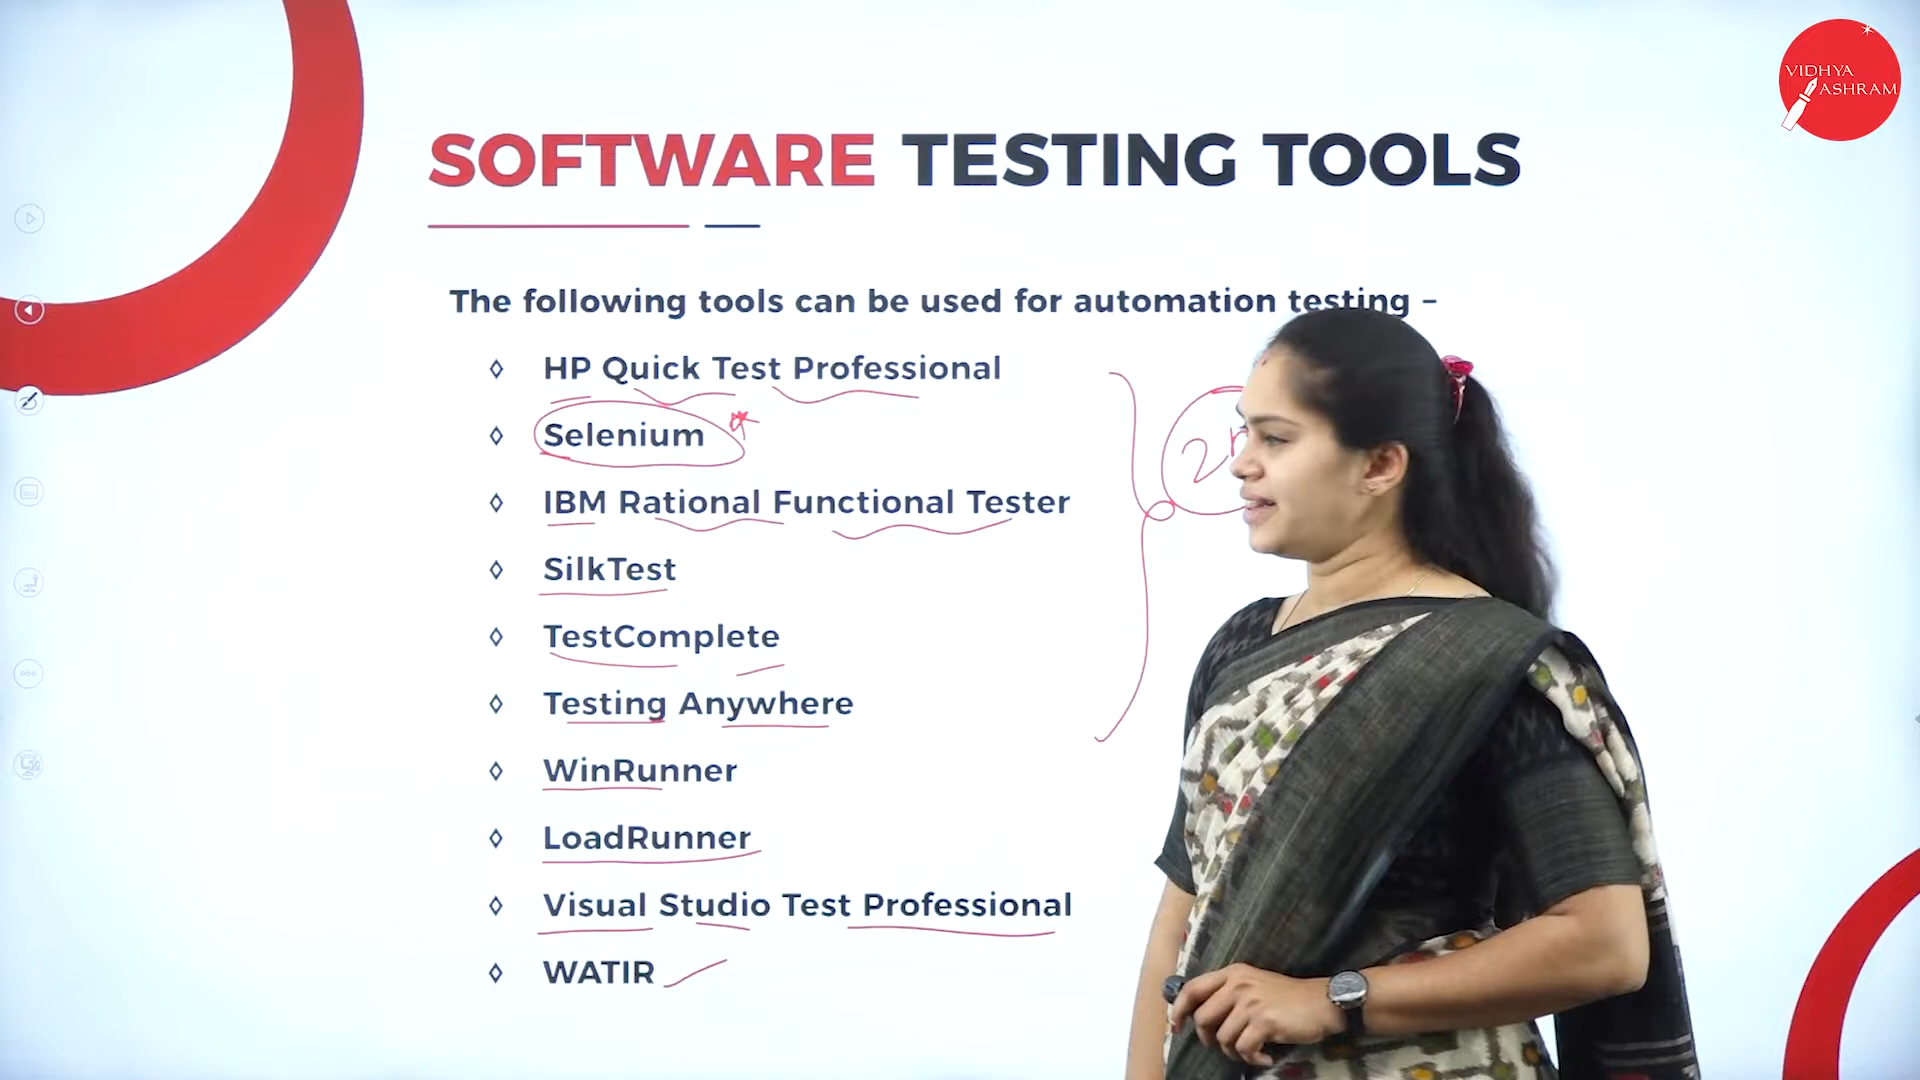 VIDHYA
ASHRAM
SOFTWARE TESTING TOOLS
The following tools can be used for automation testing –
HP Quick Test Professional
Selenium
IBM Rational Functional Tester
SilkTest
TestComplete
Testing Anywhere
WinRunner
LoadRunner
Visual Studio Test Professional
WATIR